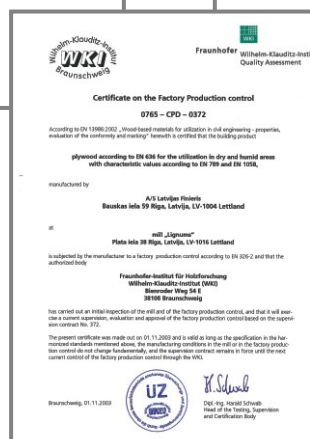 Wilhelm-Klauditz-Institut
WKI
Braunschweig
WKI
Fraunhofer Wilhelm-Klauditz-Insti
Quality Assessment
Certificate on the Factory Production control
0765 – CPD – 0372
According to EN 13986:2002 „Wood-based materials for utilization in civil engineering - properties,
evaluation of the conformity and marking" herewith is certified that the building product
plywood according to EN 636 for the utilization in dry and humid areas
with characteristic values according to EN 789 and EN 1058,
manufactured by
A/S Latvijas Finieris
Bauskas iela 59 Riga, Latvija, LV-1004 Lettland
at
mill „Lignums"
Plata iela 38 Riga, Latvija, LV-1016 Lettland
is subjected by the manufacturer to a factory production control according to EN 326-2 and that the
authorized body
Fraunhofer-Institut für Holzforschung
Wilhelm-Klauditz-Institut (WKI)
Bienroder Weg 54 E
38108 Braunschweig
has carried out an initial inspection of the mill and of the factory production control, and that it will exer-
cise a current supervision, evaluation and approval of the factory production control based on the supervi-
sion contract No. 372.
The present certificate was made out on 01.11.2003 and is valid as long as the specification in the har-
monized standards mentioned above, the manufacturing conditions in the mill or in the factory produc-
tion control do not change fundamentally, and the supervision contract remains in force until the next
current control of the factory production control through the WKI.
Braunschweig, 01.11.2003
ÜZ
WKI
H. Schwab
Dipl.-Ing. Harald Schwab
Head of the Testing, Supervision
and Certification Body